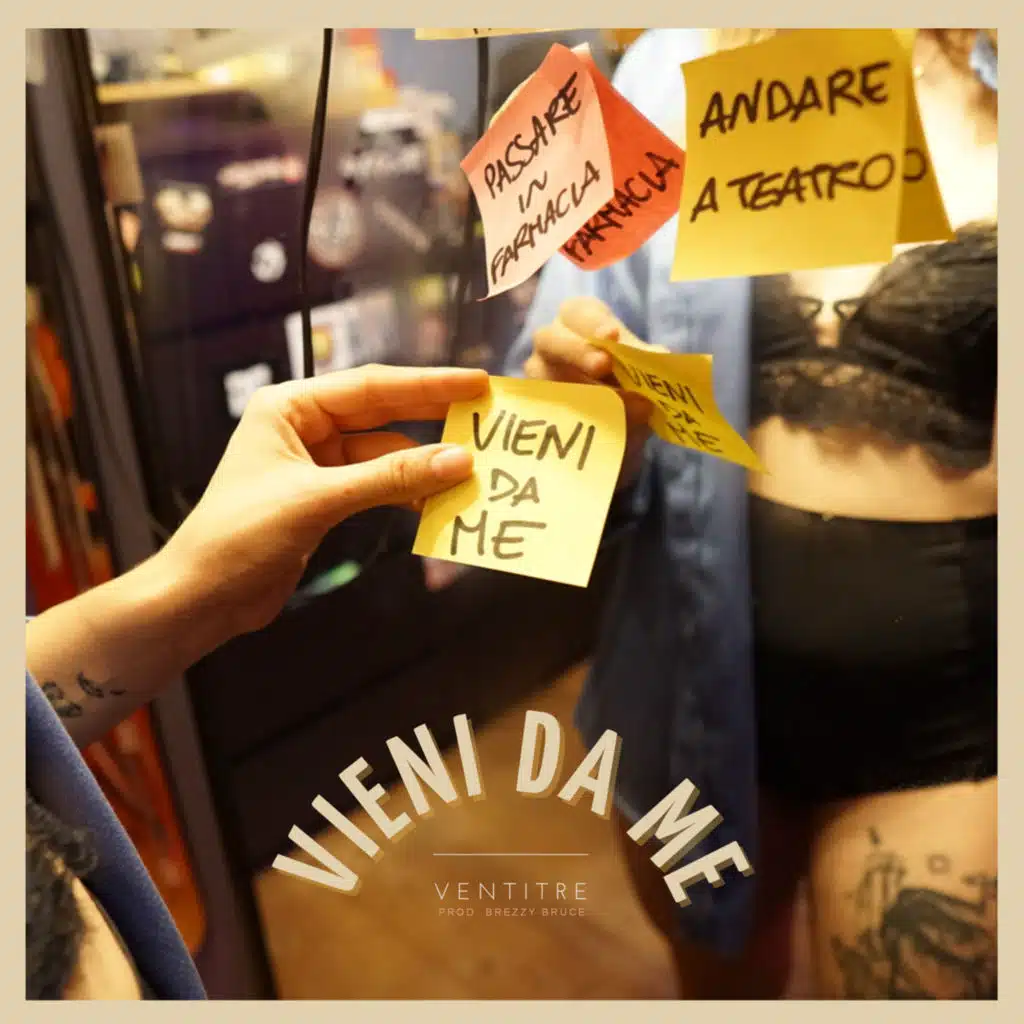 PASSARE
IN
FARMACIA
FARMACIA
ANDARE
A TEATRO
O
VIENI
DA
ME
VIENI
DA
ME
VIENI DA ME
VENTITRE
PROD. BREZZY BRUCE